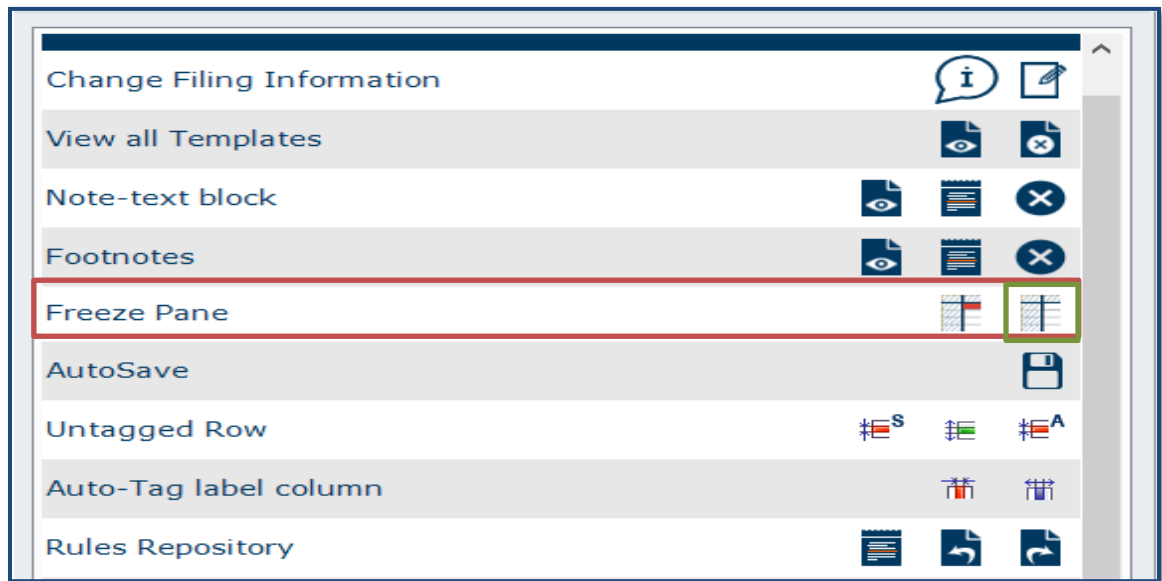 Change Filing Information i
View all Templates
Note-text block
Footnotes
Freeze Pane
AutoSave
Untagged Row S A
Auto-Tag label column
Rules Repository